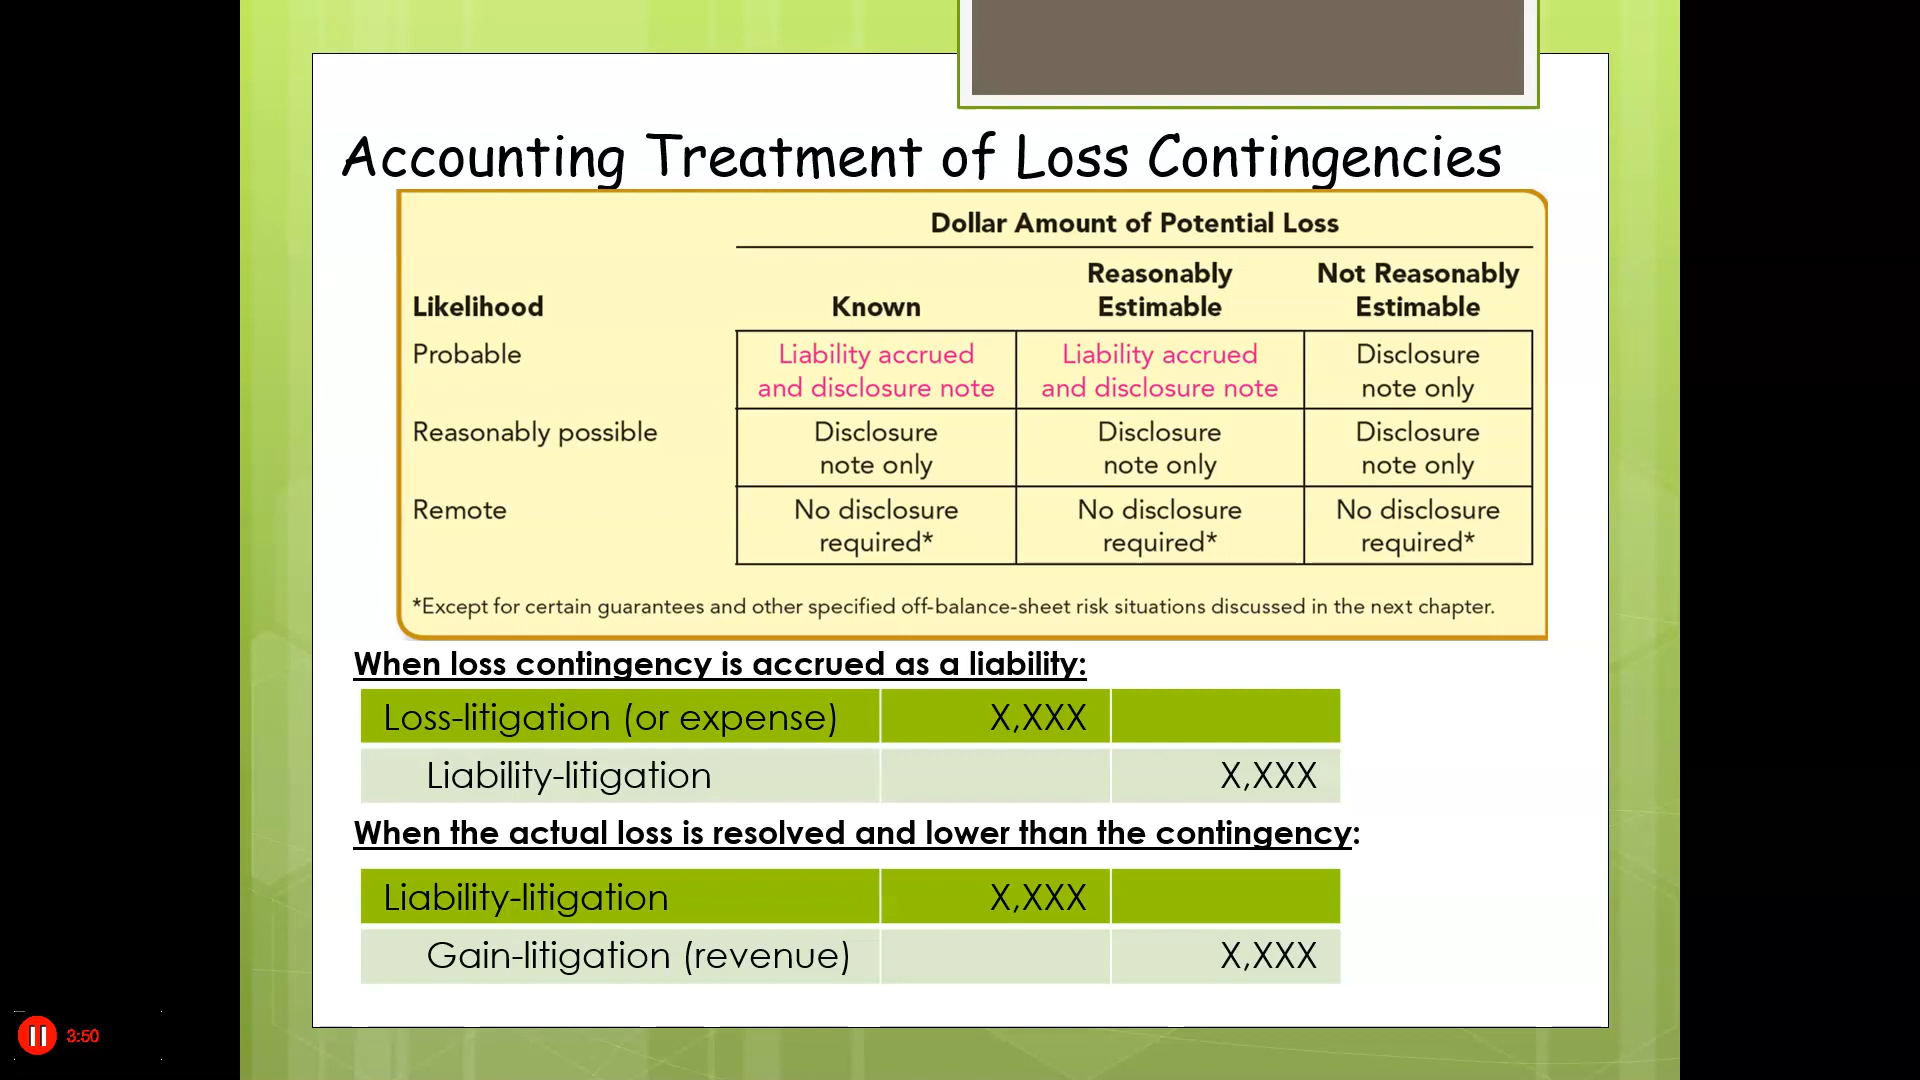 Accounting Treatment of Loss Contingencies
Dollar Amount of Potential Loss
Likelihood Known Reasonably Estimable Not Reasonably Estimable
Probable Liability accrued and disclosure note Liability accrued and disclosure note Disclosure note only
Reasonably possible Disclosure note only Disclosure note only Disclosure note only
Remote No disclosure required* No disclosure required* No disclosure required*
*Except for certain guarantees and other specified off-balance-sheet risk situations discussed in the next chapter.
When loss contingency is accrued as a liability:
Loss-litigation (or expense) X,XXX
Liability-litigation X,XXX
When the actual loss is resolved and lower than the contingency:
Liability-litigation X,XXX
Gain-litigation (revenue) X,XXX
3:50